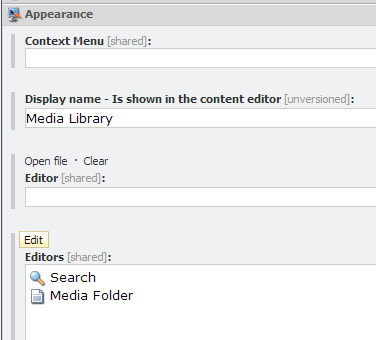 Appearance
Context Menu [shared]:
Display name - Is shown in the content editor [unversioned]:
Media Library
Open file · Clear
Editor [shared]:
Edit
Editors [shared]:
Search
Media Folder